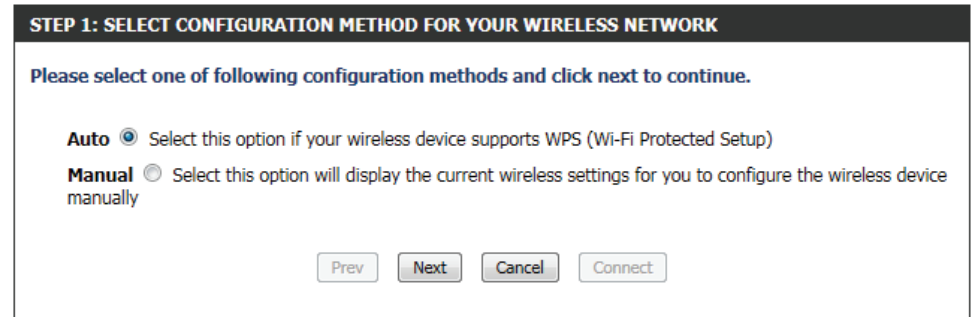 STEP 1: SELECT CONFIGURATION METHOD FOR YOUR WIRELESS NETWORK
Please select one of following configuration methods and click next to continue.
Auto Select this option if your wireless device supports WPS (Wi-Fi Protected Setup)
Manual Select this option will display the current wireless settings for you to configure the wireless device
manually
Prev Next Cancel Connect